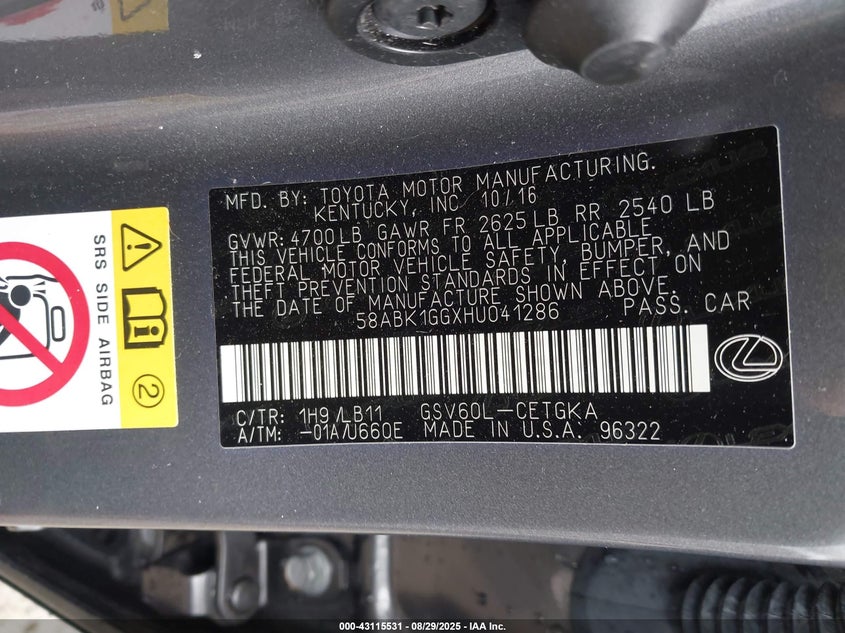 MFD. BY: TOYOTA MOTOR MANUFACTURING.
KENTUCKY, INC 10/16
GVWR: 4700LB GAWR FR 2625LB RR 2540 LB
THIS VEHICLE CONFORMS TO ALL APPLICABLE
FEDERAL MOTOR VEHICLE SAFETY, BUMPER, AND
THEFT PREVENTION STANDARDS IN EFFECT ON
THE DATE OF MANUFACTURE SHOWN ABOVE.
58ABK1GGXHU041286 PASS. CAR
C/TR: 1H9/LB11 GSV60L-CETGKA
A/TM: -01A/U660E MADE IN U.S.A. 96322
SRS SIDE AIRBAG
2
000-43115531 - 08/29/2025 - IAA Inc.